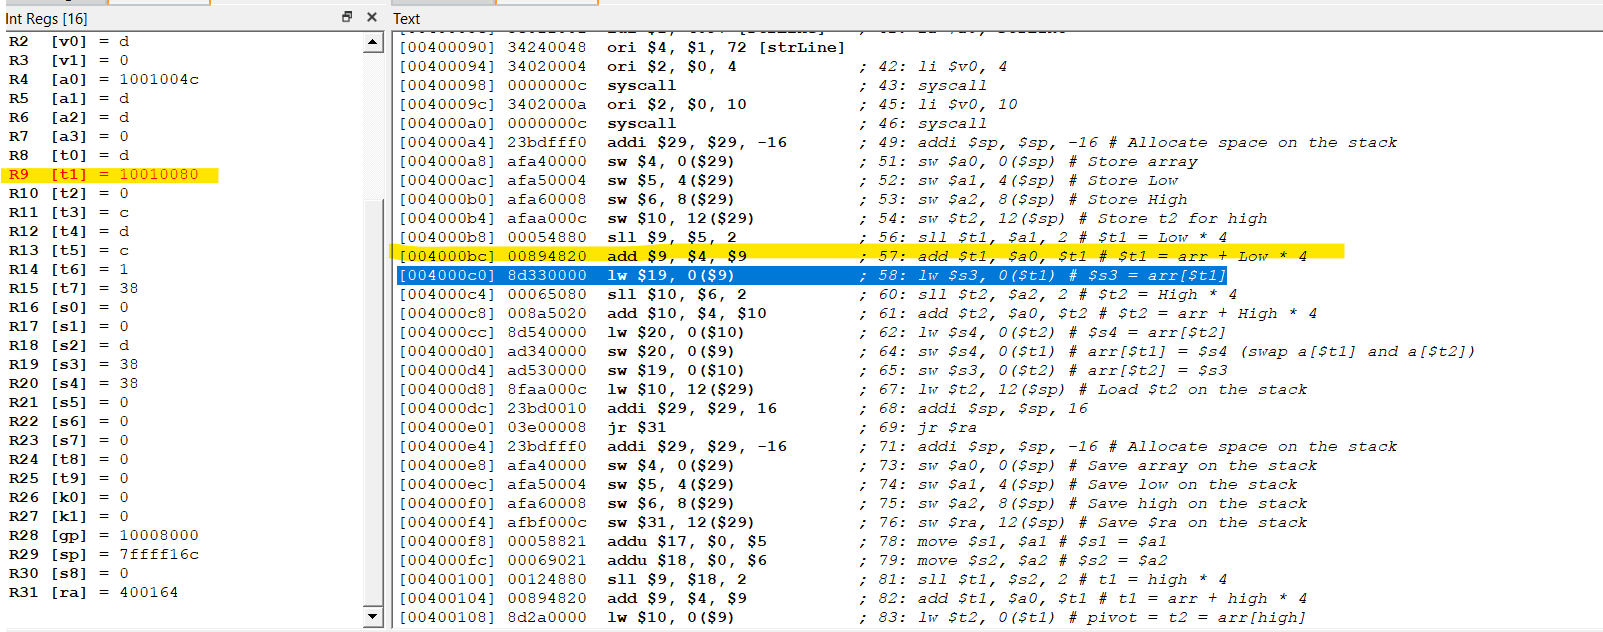 Int Regs [16]
R2 [v0] = d
R3 [v1] = 0
R4 [a0] = 1001004c
R5 [a1] = d
R6 [a2] = d
R7 [a3] = 0
R8 [t0] = d
R9 [t1] = 10010080
R10 [t2] = 0
R11 [t3] = c
R12 [t4] = d
R13 [t5] = c
R14 [t6] = 1
R15 [t7] = 38
R16 [s0] = 0
R17 [s1] = 0
R18 [s2] = d
R19 [s3] = 38
R20 [s4] = 38
R21 [s5] = 0
R22 [s6] = 0
R23 [s7] = 0
R24 [t8] = 0
R25 [t9] = 0
R26 [k0] = 0
R27 [k1] = 0
R28 [gp] = 10008000
R29 [sp] = 7ffff16c
R30 [s8] = 0
R31 [ra] = 400164
Text
[00400090] 34240048 ori $4, $1, 72 [strLine]
[00400094] 34020004 ori $2, $0, 4 ; 42: li $v0, 4
[00400098] 0000000c syscall ; 43: syscall
[0040009c] 3402000a ori $2, $0, 10 ; 45: li $v0, 10
[004000a0] 0000000c syscall ; 46: syscall
[004000a4] 23bdfff0 addi $29, $29, -16 ; 49: addi $sp, $sp, -16 # Allocate space on the stack
[004000a8] afa40000 sw $4, 0($29) ; 51: sw $a0, 0($sp) # Store array
[004000ac] afa50004 sw $5, 4($29) ; 52: sw $a1, 4($sp) # Store Low
[004000b0] afa60008 sw $6, 8($29) ; 53: sw $a2, 8($sp) # Store High
[004000b4] afaa000c sw $10, 12($29) ; 54: sw $t2, 12($sp) # Store t2 for high
[004000b8] 00054880 sll $9, $5, 2 ; 56: sll $t1, $a1, 2 # $t1 = Low * 4
[004000bc] 00894820 add $9, $4, $9 ; 57: add $t1, $a0, $t1 # $t1 = arr + Low * 4
[004000c0] 8d330000 lw $19, 0($9) ; 58: lw $s3, 0($t1) # $s3 = arr[$t1]
[004000c4] 00065080 sll $10, $6, 2 ; 60: sll $t2, $a2, 2 # $t2 = High * 4
[004000c8] 008a5020 add $10, $4, $10 ; 61: add $t2, $a0, $t2 # $t2 = arr + High * 4
[004000cc] 8d540000 lw $20, 0($10) ; 62: lw $s4, 0($t2) # $s4 = arr[$t2]
[004000d0] ad340000 sw $20, 0($9) ; 64: sw $s4, 0($t1) # arr[$t1] = $s4 (swap a[$t1] and a[$t2])
[004000d4] ad530000 sw $19, 0($10) ; 65: sw $s3, 0($t2) # arr[$t2] = $s3
[004000d8] 8faa000c lw $10, 12($29) ; 67: lw $t2, 12($sp) # Load $t2 on the stack
[004000dc] 23bd0010 addi $29, $29, 16 ; 68: addi $sp, $sp, 16
[004000e0] 03e00008 jr $31 ; 69: jr $ra
[004000e4] 23bdfff0 addi $29, $29, -16 ; 71: addi $sp, $sp, -16 # Allocate space on the stack
[004000e8] afa40000 sw $4, 0($29) ; 73: sw $a0, 0($sp) # Save array on the stack
[004000ec] afa50004 sw $5, 4($29) ; 74: sw $a1, 4($sp) # Save low on the stack
[004000f0] afa60008 sw $6, 8($29) ; 75: sw $a2, 8($sp) # Save high on the stack
[004000f4] afbf000c sw $31, 12($29) ; 76: sw $ra, 12($sp) # Save $ra on the stack
[004000f8] 00058821 addu $17, $0, $5 ; 78: move $s1, $a1 # $s1 = $a1
[004000fc] 00069021 addu $18, $0, $6 ; 79: move $s2, $a2 # $s2 = $a2
[00400100] 00124880 sll $9, $18, 2 ; 81: sll $t1, $s2, 2 # t1 = high * 4
[00400104] 00894820 add $9, $4, $9 ; 82: add $t1, $a0, $t1 # t1 = arr + high * 4
[00400108] 8d2a0000 lw $10, 0($9) ; 83: lw $t2, 0($t1) # pivot = t2 = arr[high]